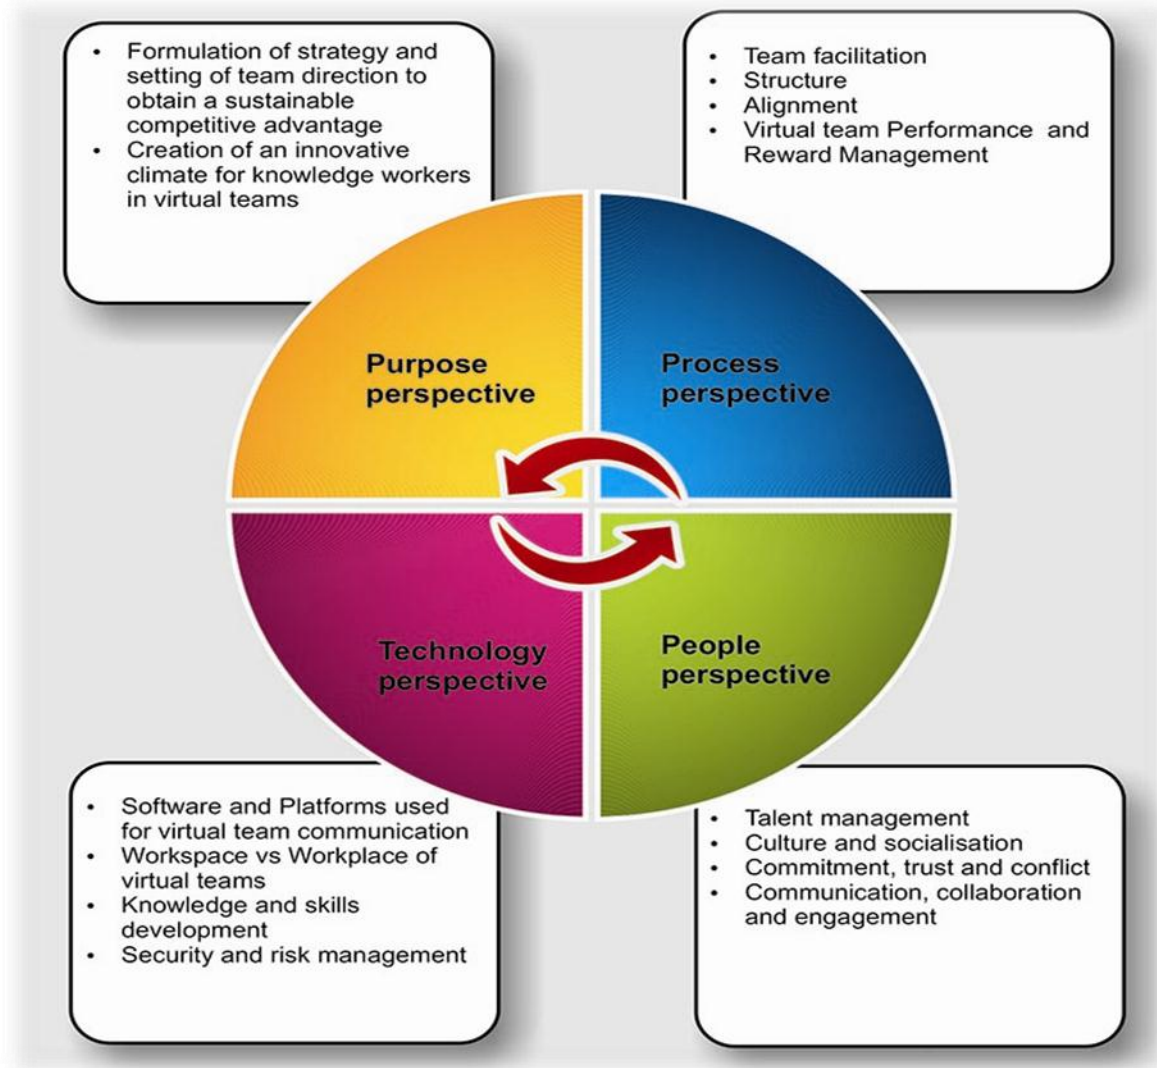 • Formulation of strategy and
setting of team direction to
obtain a sustainable
competitive advantage
• Creation of an innovative
climate for knowledge workers
in virtual teams
• Team facilitation
• Structure
• Alignment
• Virtual team Performance and
Reward Management
Purpose
perspective
Process
perspective
Technology
perspective
People
perspective
• Software and Platforms used
for virtual team communication
• Workspace vs Workplace of
virtual teams
• Knowledge and skills
development
• Security and risk management
• Talent management
• Culture and socialisation
• Commitment, trust and conflict
• Communication, collaboration
and engagement